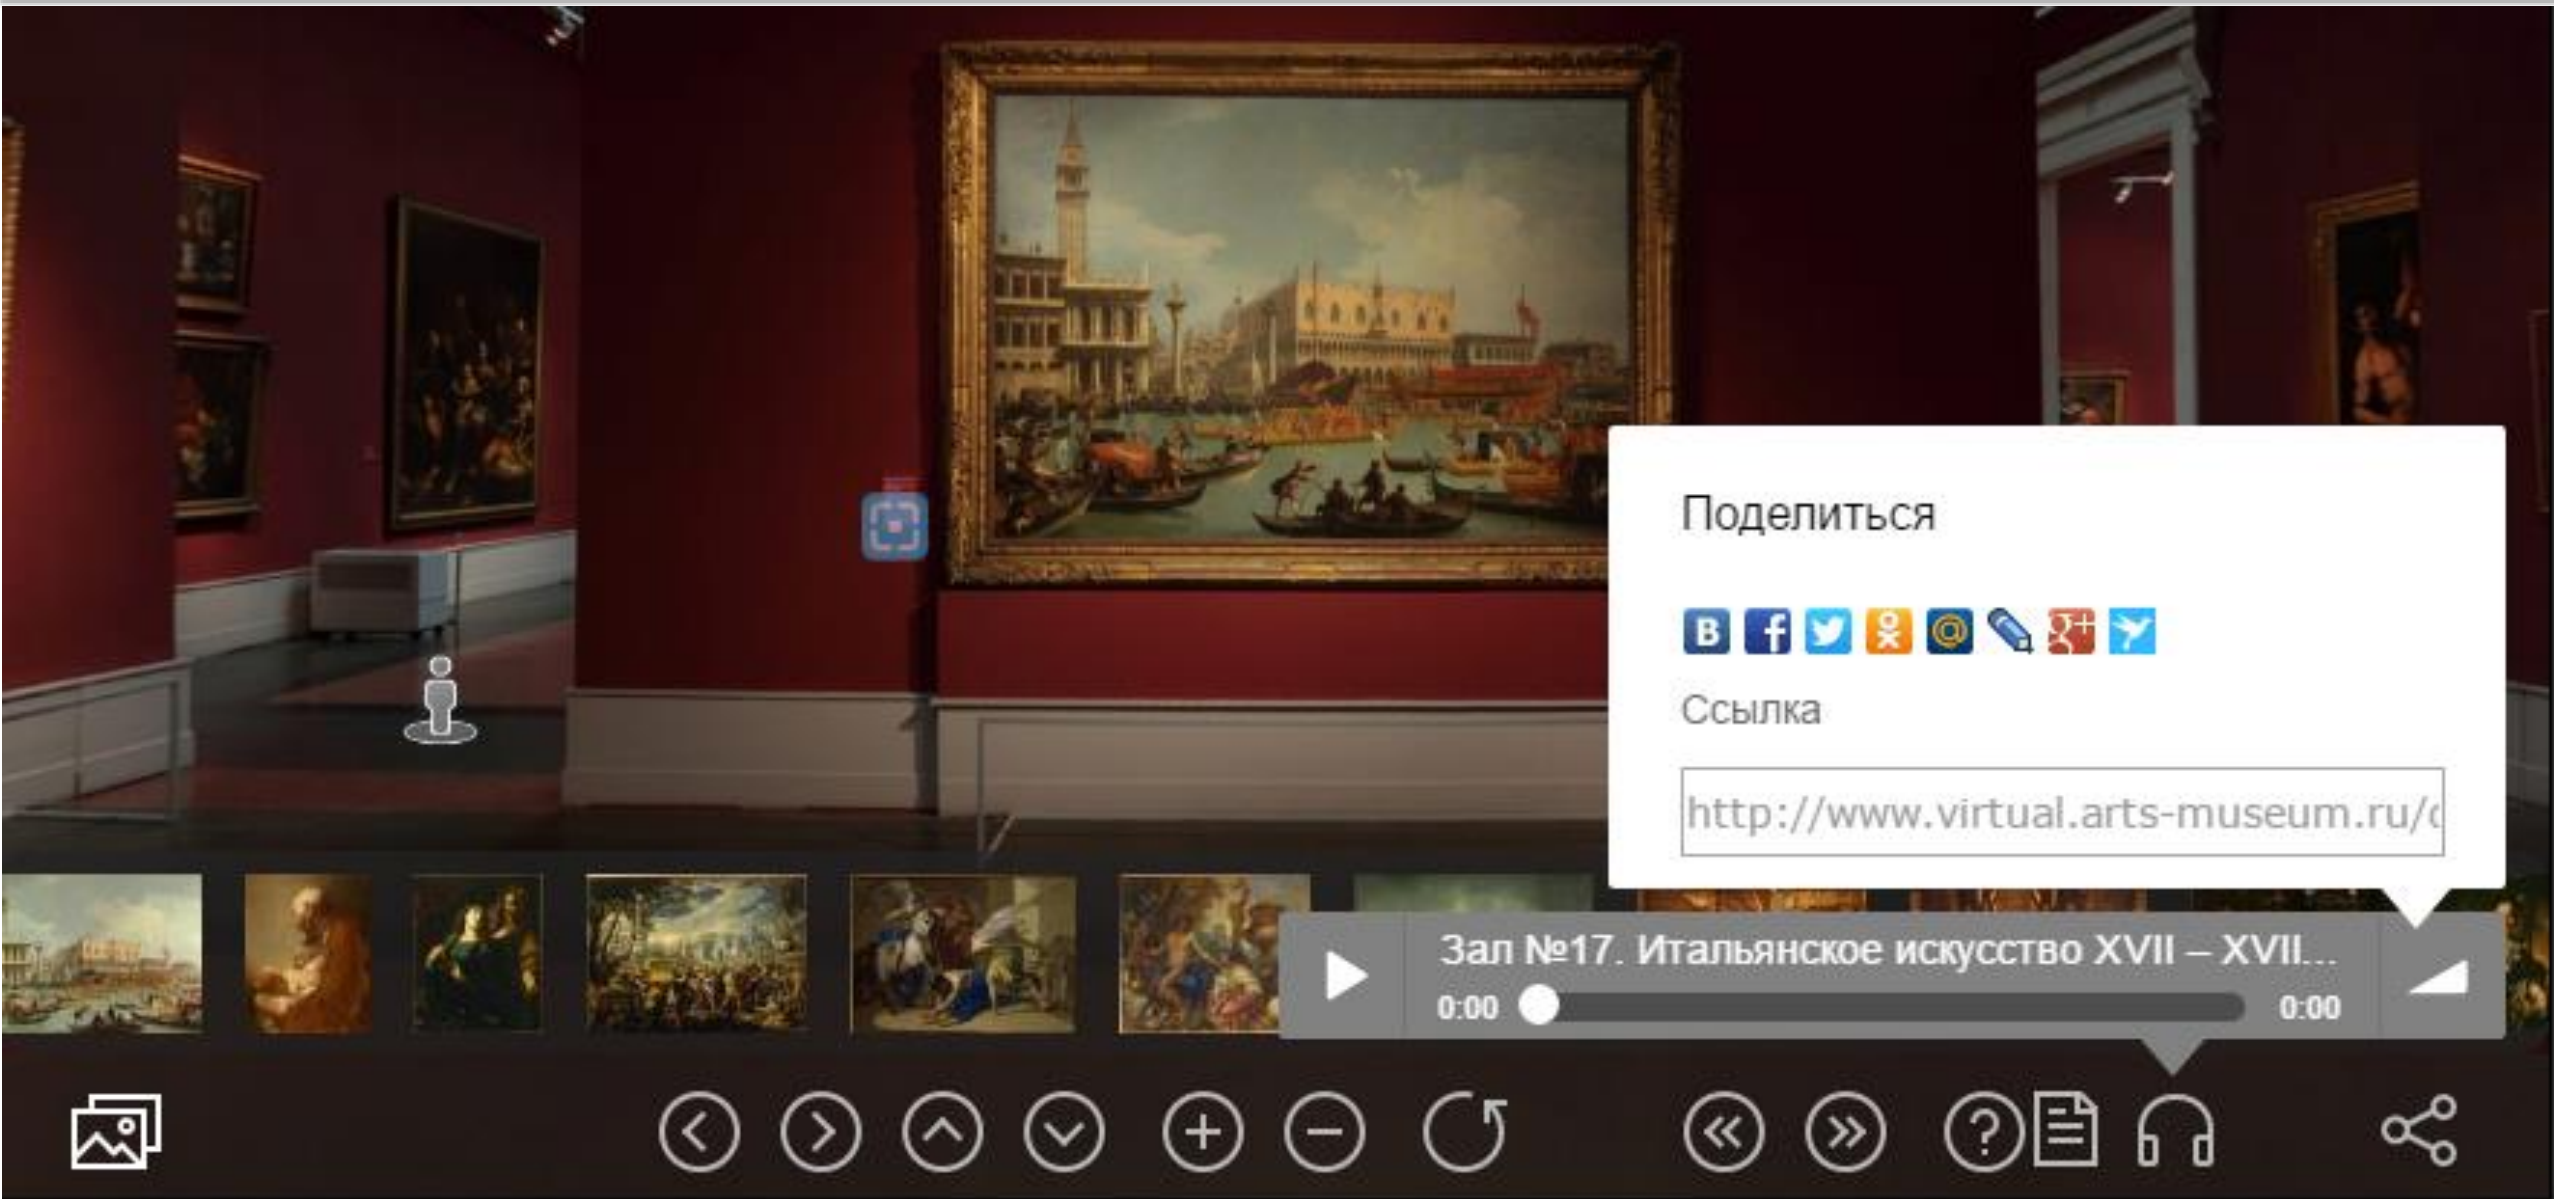 Поделиться
Ссылка
http://www.virtual.arts-museum.ru/
Зал №17. Итальянское искусство XVII – XVII...
0:00 0:00